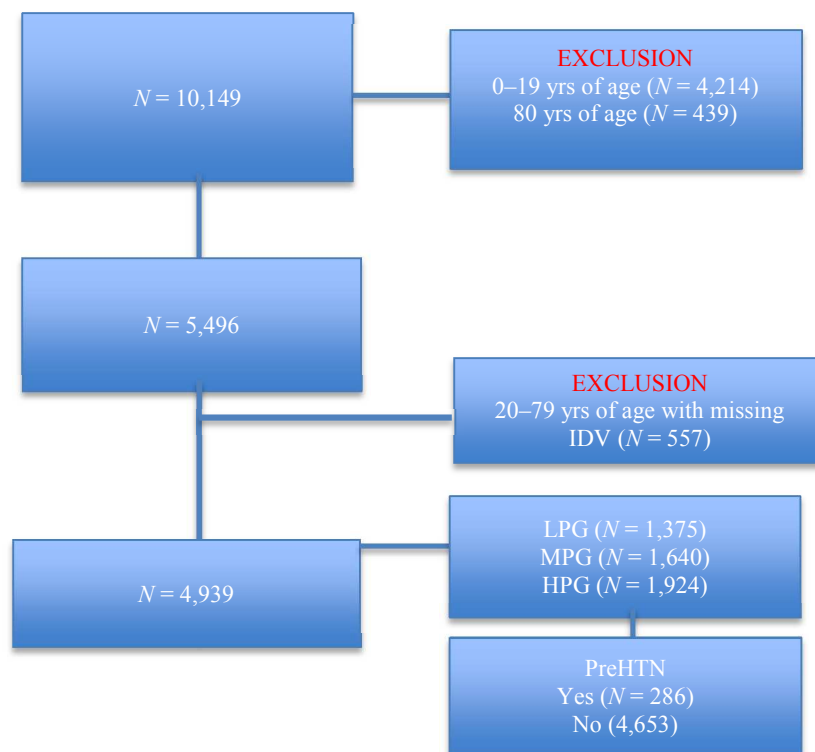 N = 10,149
EXCLUSION
0–19 yrs of age (N = 4,214)
80 yrs of age (N = 439)
N = 5,496
EXCLUSION
20–79 yrs of age with missing
IDV (N = 557)
N = 4,939
LPG (N = 1,375)
MPG (N = 1,640)
HPG (N = 1,924)
PreHTN
Yes (N = 286)
No (4,653)